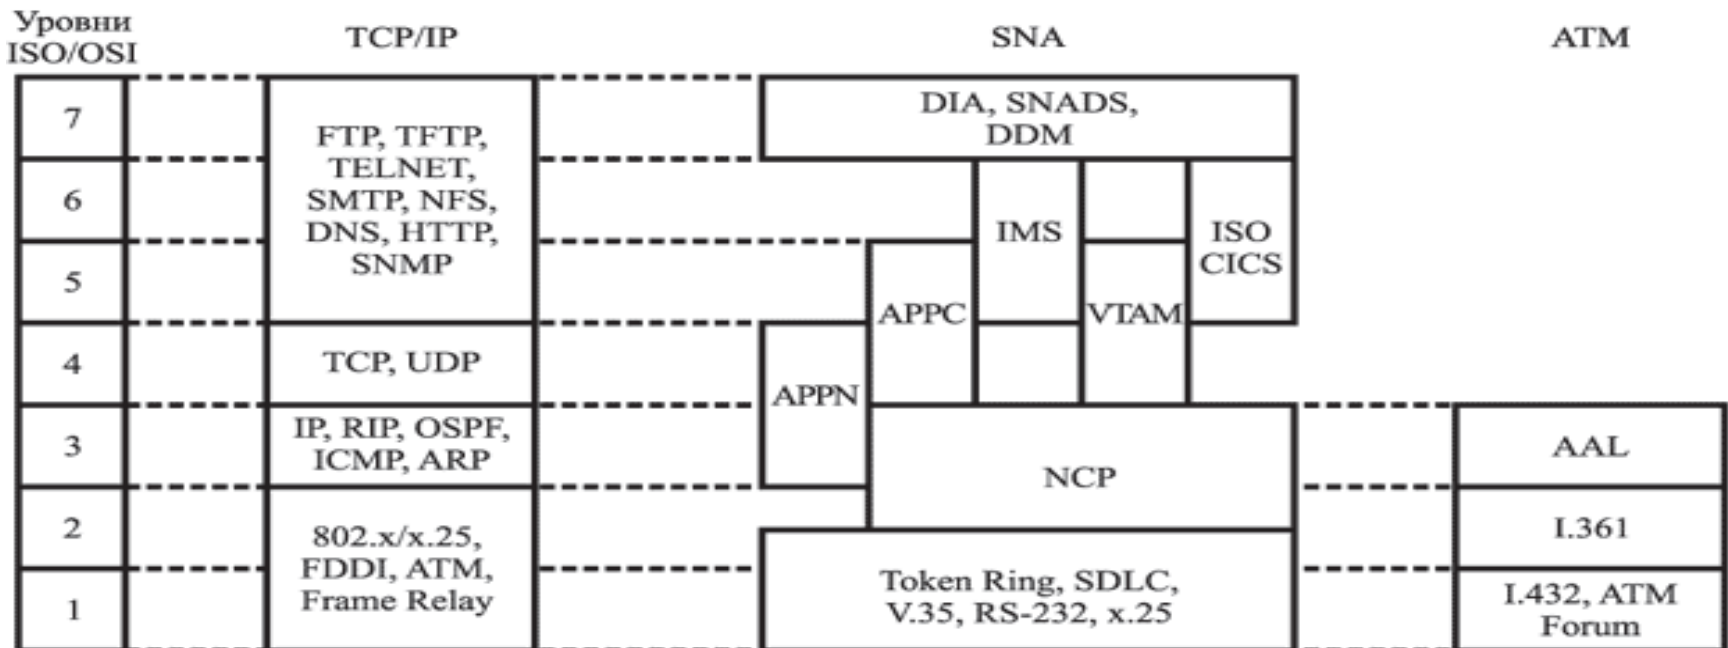 Уровни
ISO/OSI
TCP/IP
SNA
ATM
7
6
5
4
3
2
1
FTP, TFTP,
TELNET,
SMTP, NFS,
DNS, HTTP,
SNMP
TCP, UDP
IP, RIP, OSPF,
ICMP, ARP
802.x/x.25,
FDDI, ATM,
Frame Relay
DIA, SNADS,
DDM
IMS
ISO
CICS
APPC
VTAM
APPN
NCP
Token Ring, SDLC,
V.35, RS-232, x.25
AAL
I.361
I.432, ATM
Forum